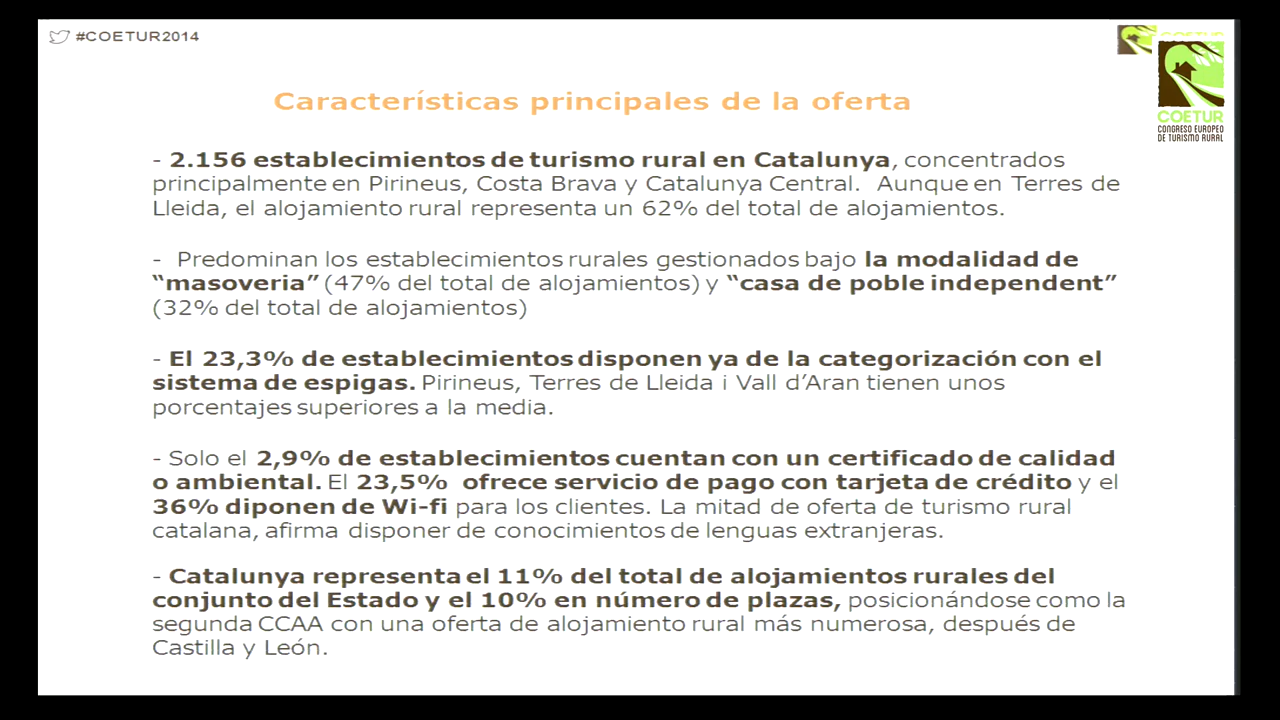 #COETUR2014
COETUR
CONGRESO EUROPEO
DE TURISMO RURAL
Características principales de la oferta
- 2.156 establecimientos de turismo rural en Catalunya, concentrados
principalmente en Pirineus, Costa Brava y Catalunya Central. Aunque en Terres de
Lleida, el alojamiento rural representa un 62% del total de alojamientos.
- Predominan los establecimientos rurales gestionados bajo la modalidad de
“masoveria” (47% del total de alojamientos) y “casa de poble independent”
(32% del total de alojamientos)
- El 23,3% de establecimientos disponen ya de la categorización con el
sistema de espigas. Pirineus, Terres de Lleida i Vall d’Aran tienen unos
porcentajes superiores a la media.
- Solo el 2,9% de establecimientos cuentan con un certificado de calidad
o ambiental. El 23,5% ofrece servicio de pago con tarjeta de crédito y el
36% diponen de Wi-fi para los clientes. La mitad de oferta de turismo rural
catalana, afirma disponer de conocimientos de lenguas extranjeras.
- Catalunya representa el 11% del total de alojamientos rurales del
conjunto del Estado y el 10% en número de plazas, posicionándose como la
segunda CCAA con una oferta de alojamiento rural más numerosa, después de
Castilla y León.